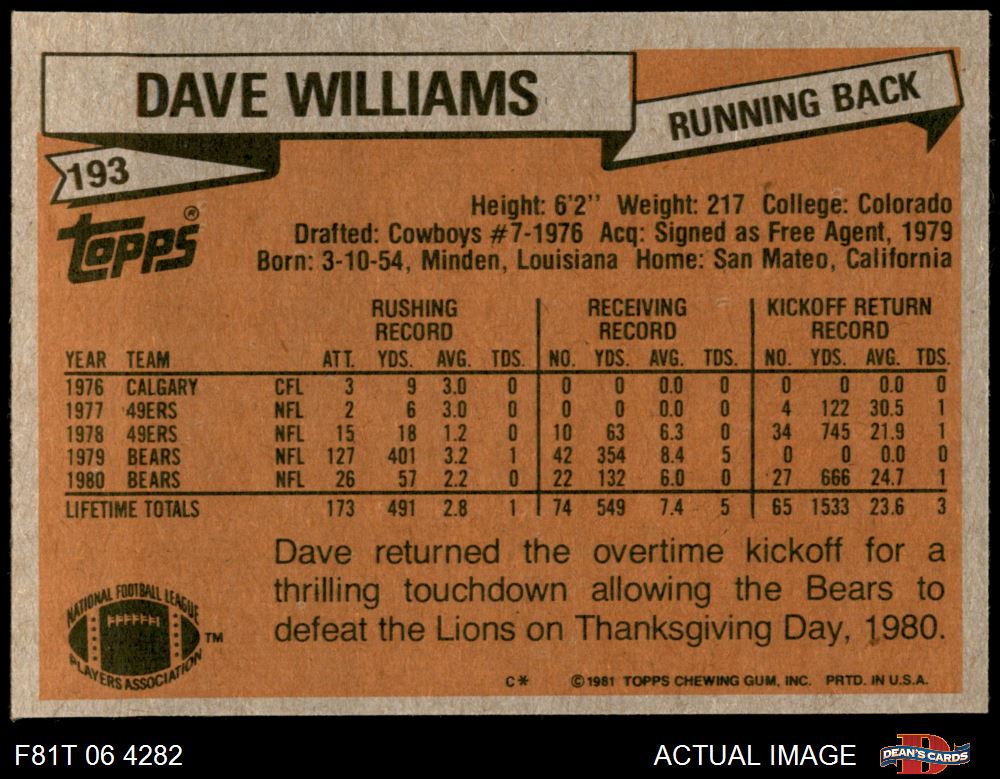 DAVE WILLIAMS
RUNNING BACK
193
topps®
Height: 6'2'' Weight: 217 College: Colorado
Drafted: Cowboys #7-1976 Acq: Signed as Free Agent, 1979
Born: 3-10-54, Minden, Louisiana Home: San Mateo, California
RUSHING RECORD RECEIVING RECORD KICKOFF RETURN RECORD
YEAR TEAM ATT. YDS. AVG. TDS. NO. YDS. AVG. TDS. NO. YDS. AVG. TDS.
1976 CALGARY CFL 3 9 3.0 0 0 0 0.0 0 0 0 0.0 0
1977 49ERS NFL 2 6 3.0 0 0 0 0.0 0 4 122 30.5 1
1978 49ERS NFL 15 18 1.2 0 10 63 6.3 0 34 745 21.9 1
1979 BEARS NFL 127 401 3.2 1 42 354 8.4 5 0 0 0.0 0
1980 BEARS NFL 26 57 2.2 0 22 132 6.0 0 27 666 24.7 1
LIFETIME TOTALS 173 491 2.8 1 74 549 7.4 5 65 1533 23.6 3
Dave returned the overtime kickoff for a
thrilling touchdown allowing the Bears to
defeat the Lions on Thanksgiving Day, 1980.
NATIONAL FOOTBALL LEAGUE
PLAYERS ASSOCIATION
TM
C* © 1981 TOPPS CHEWING GUM, INC. PRTD. IN U.S.A.
F81T 06 4282
ACTUAL IMAGE
DEAN'S CARDS